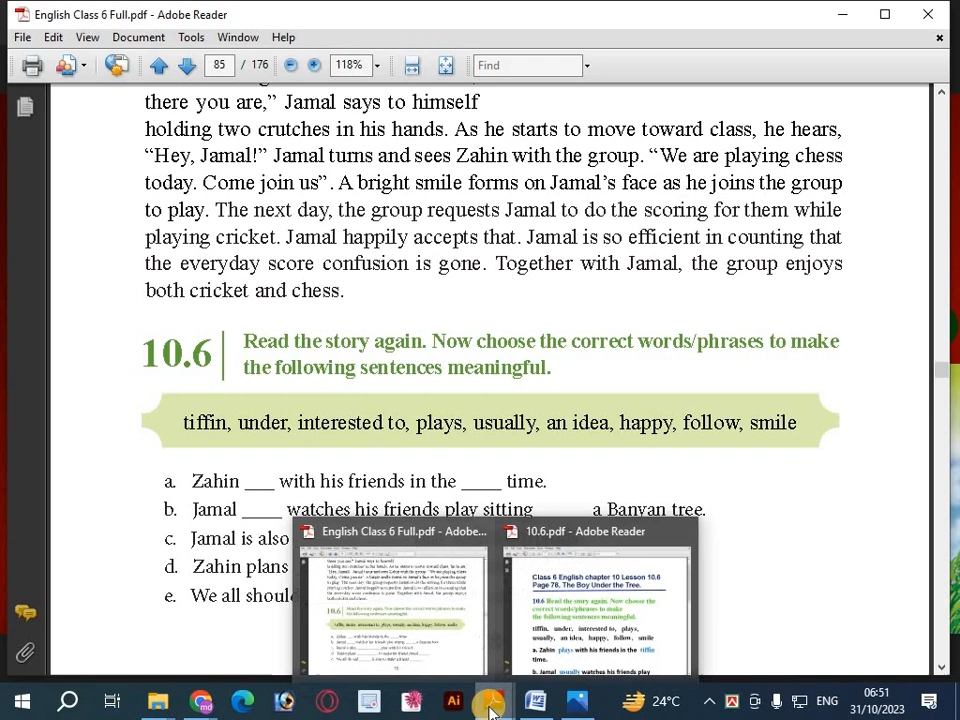 English Class 6 Full.pdf - Adobe Reader
File Edit View Document Tools Window Help
85 / 176 118% Find
there you are,” Jamal says to himself
holding two crutches in his hands. As he starts to move toward class, he hears,
“Hey, Jamal!” Jamal turns and sees Zahin with the group. “We are playing chess
today. Come join us”. A bright smile forms on Jamal’s face as he joins the group
to play. The next day, the group requests Jamal to do the scoring for them while
playing cricket. Jamal happily accepts that. Jamal is so efficient in counting that
the everyday score confusion is gone. Together with Jamal, the group enjoys
both cricket and chess.
10.6 Read the story again. Now choose the correct words/phrases to make
the following sentences meaningful.
tiffin, under, interested to, plays, usually, an idea, happy, follow, smile
a. Zahin ___ with his friends in the ____ time.
b. Jamal ____ watches his friends play sitting ____ a Banyan tree.
c. Jamal is also
d. Zahin plans
e. We all should
English Class 6 Full.pdf - Adobe...
10.6.pdf - Adobe Reader
Class 6 English chapter 10 Lesson 10.6
Page 78. The Boy Under the Tree.
10.6 Read the story again. Now choose the
correct words/phrases to make
the following sentences meaningful.
tiffin, under, interested to, plays,
usually, an idea, happy, follow, smile
a. Zahin plays with his friends in the tiffin
time.
b. Jamal usually watches his friends play
Ai
24°C
ENG
06:51
31/10/2023